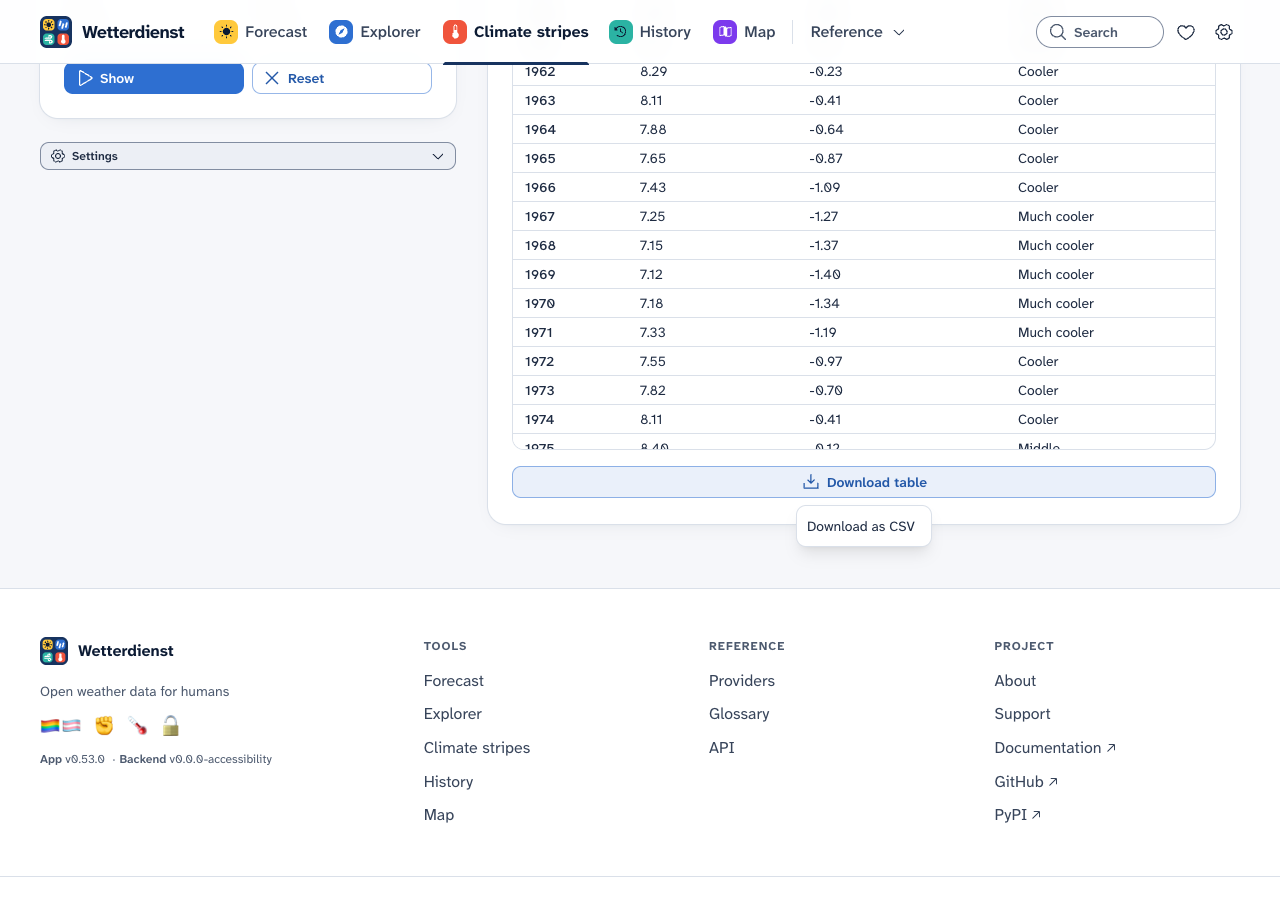 Wetterdienst Forecast Explorer Climate stripes History Map Reference Search
Show Reset
Settings
1962 8.29 -0.23 Cooler
1963 8.11 -0.41 Cooler
1964 7.88 -0.64 Cooler
1965 7.65 -0.87 Cooler
1966 7.43 -1.09 Cooler
1967 7.25 -1.27 Much cooler
1968 7.15 -1.37 Much cooler
1969 7.12 -1.40 Much cooler
1970 7.18 -1.34 Much cooler
1971 7.33 -1.19 Much cooler
1972 7.55 -0.97 Cooler
1973 7.82 -0.70 Cooler
1974 8.11 -0.41 Cooler
1975 8.40 -0.12 Middle
Download table
Download as CSV
Wetterdienst
Open weather data for humans
App v0.53.0 · Backend v0.0.0-accessibility
TOOLS
Forecast
Explorer
Climate stripes
History
Map
REFERENCE
Providers
Glossary
API
PROJECT
About
Support
Documentation ↗
GitHub ↗
PyPI ↗